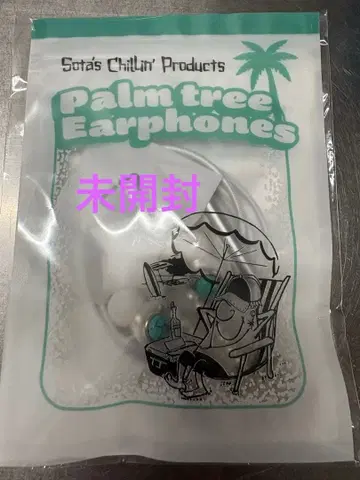 Sota's Chillin' Products
Palm tree
Earphones
未開封